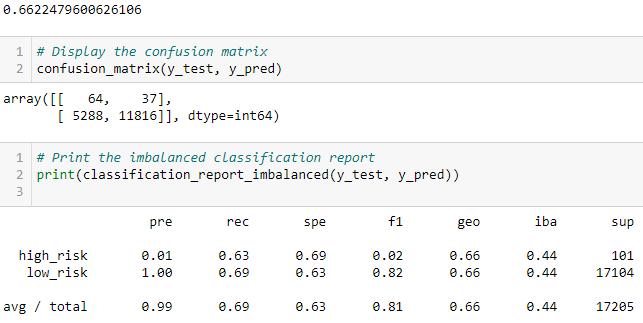 0.6622479600626106
1 # Display the confusion matrix
2 confusion_matrix(y_test, y_pred)
array([[   64,    37],
       [ 5288, 11816]], dtype=int64)
1 # Print the imbalanced classification report
2 print(classification_report_imbalanced(y_test, y_pred))
3
pre rec spe f1 geo iba sup
high_risk 0.01 0.63 0.69 0.02 0.66 0.44 101
low_risk 1.00 0.69 0.63 0.82 0.66 0.44 17104
avg / total 0.99 0.69 0.63 0.81 0.66 0.44 17205